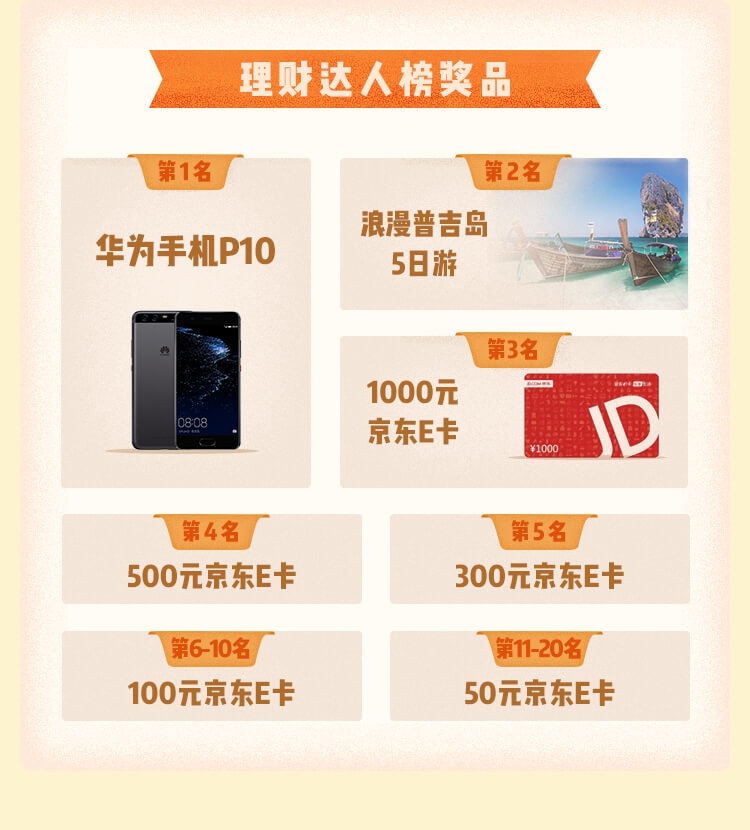 理财达人榜奖品
第1名
华为手机P10
08:08
第2名
浪漫普吉岛
5日游
第3名
1000元
京东E卡
JD
¥1000
第4名
500元京东E卡
第5名
300元京东E卡
第6-10名
100元京东E卡
第11-20名
50元京东E卡